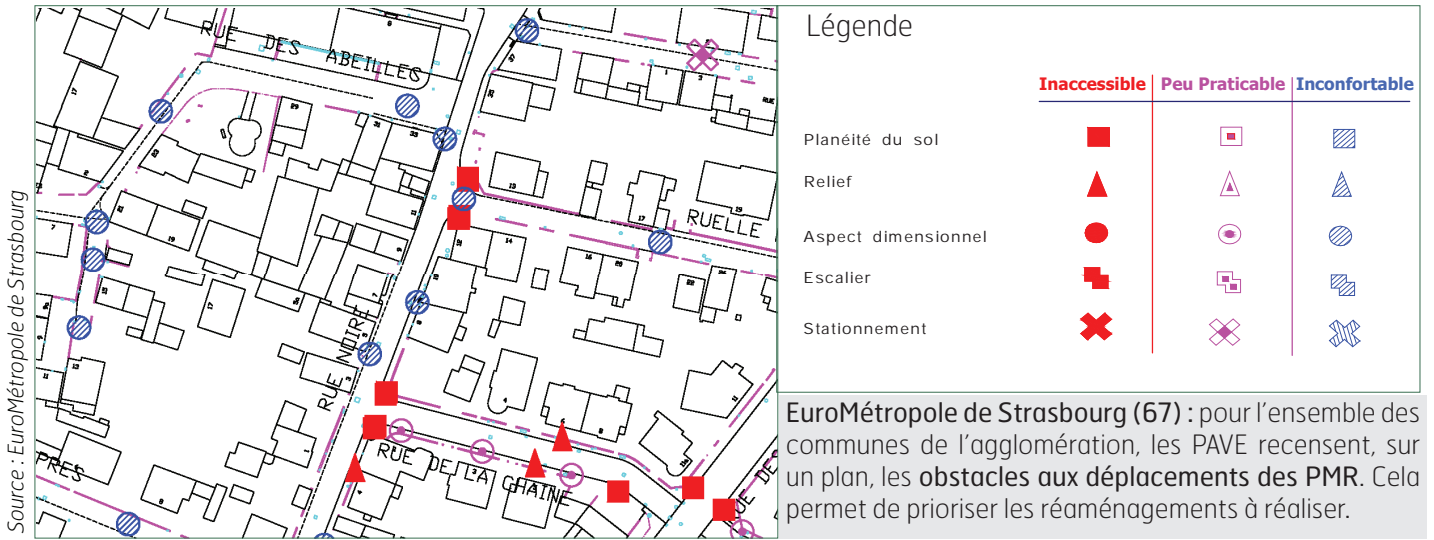 Source : EuroMétropole de Strasbourg
RUE DES ABEILLES
RUELLE
RUE NOIRE
RUE DE LA CHAINE
RUE DES
PRES
Légende
Inaccessible Peu Praticable Inconfortable
Planéité du sol
Relief
Aspect dimensionnel
Escalier
Stationnement
EuroMétropole de Strasbourg (67) : pour l'ensemble des
communes de l'agglomération, les PAVE recensent, sur
un plan, les obstacles aux déplacements des PMR. Cela
permet de prioriser les réaménagements à réaliser.